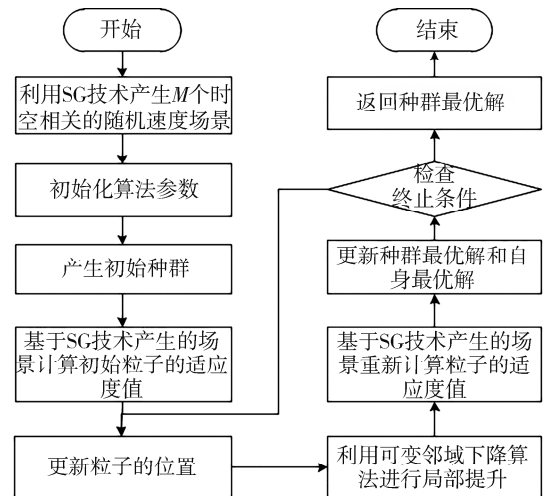 开始
利用SG技术产生M个时
空相关的随机速度场景
初始化算法参数
产生初始种群
基于SG技术产生的场
景计算初始粒子的适应
度值
更新粒子的位置
利用可变邻域下降算
法进行局部提升
基于SG技术产生的场
景重新计算粒子的适
应度值
更新种群最优解和自
身最优解
检查
终止条件
返回种群最优解
结束